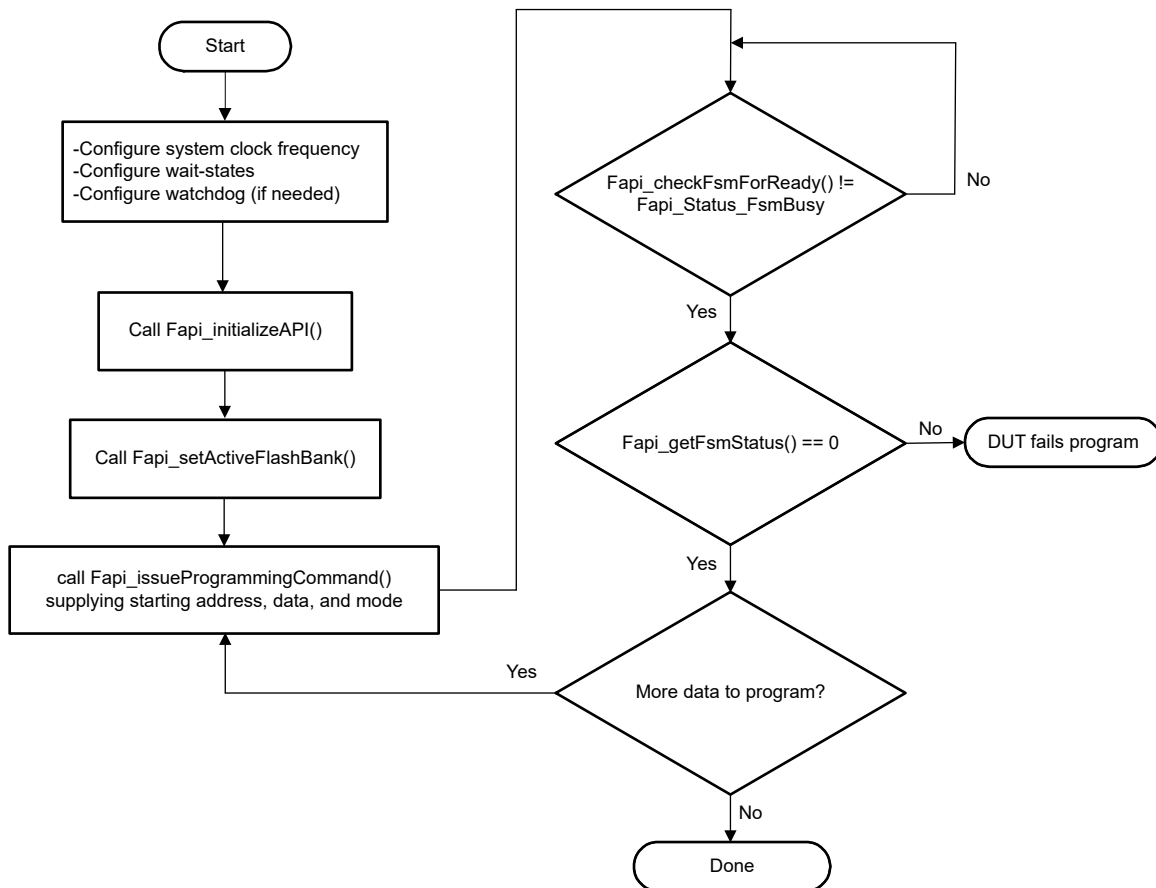 Start
-Configure system clock frequency
-Configure wait-states
-Configure watchdog (if needed)
Call Fapi_initializeAPI()
Call Fapi_setActiveFlashBank()
call Fapi_issueProgrammingCommand()
supplying starting address, data, and mode
Fapi_checkFsmForReady() !=
Fapi_Status_FsmBusy
No
Yes
Fapi_getFsmStatus() == 0
No
DUT fails program
Yes
More data to program?
Yes
No
Done